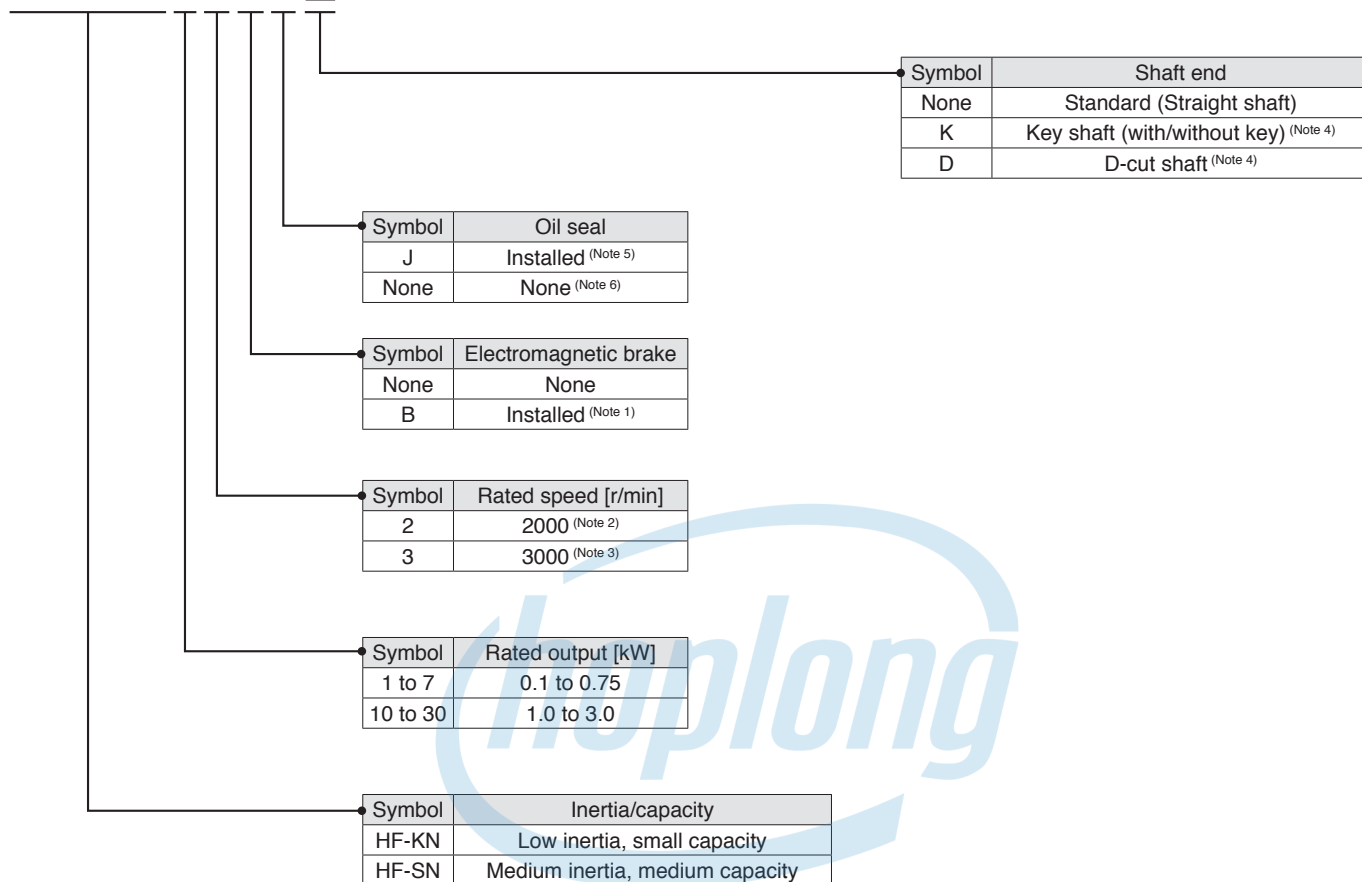 Symbol Shaft end
None Standard (Straight shaft)
K Key shaft (with/without key) (Note 4)
D D-cut shaft (Note 4)
Symbol Oil seal
J Installed (Note 5)
None None (Note 6)
Symbol Electromagnetic brake
None None
B Installed (Note 1)
Symbol Rated speed [r/min]
2 2000 (Note 2)
3 3000 (Note 3)
hoplong
Symbol Rated output [kW]
1 to 7 0.1 to 0.75
10 to 30 1.0 to 3.0
Symbol Inertia/capacity
HF-KN Low inertia, small capacity
HF-SN Medium inertia, medium capacity